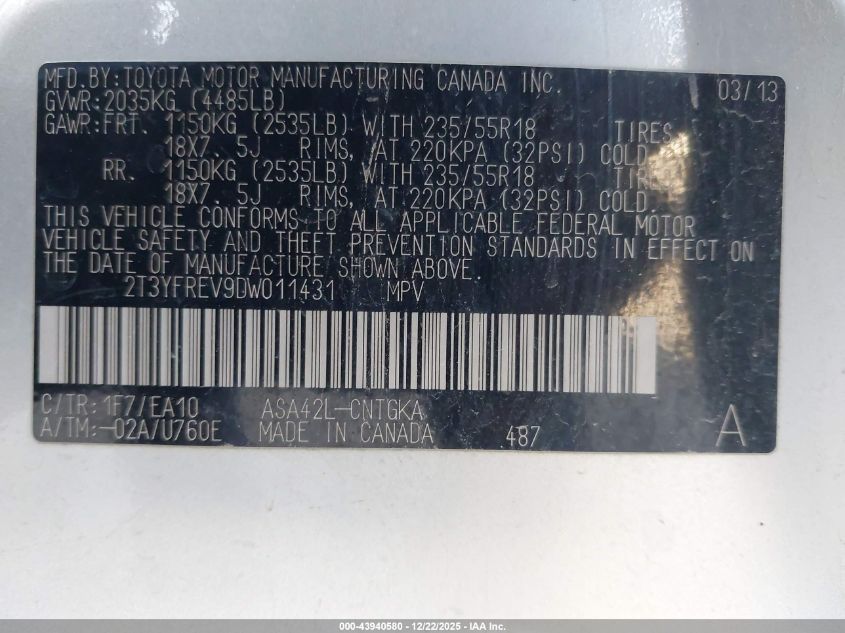 MFD.BY:TOYOTA MOTOR MANUFACTURING CANADA INC. 03/13
GVWR:2035KG (4485LB)
GAWR:FRT. 1150KG (2535LB) WITH 235/55R18 TIRES
18X7. 5J RIMS, AT 220KPA (32PSI) COLD
RR. 1150KG (2535LB) WITH 235/55R18 TIRES
18X7. 5J RIMS, AT 220KPA (32PSI) COLD.
THIS VEHICLE CONFORMS TO ALL APPLICABLE FEDERAL MOTOR
VEHICLE SAFETY AND THEFT PREVENTION STANDARDS IN EFFECT ON
THE DATE OF MANUFACTURE SHOWN ABOVE.
2T3YFREV9DW011431 MPV
C/TR:1F7/EA10 ASA42L-CNTGKA
A/TM:-02A/U760E MADE IN CANADA 487 A
000-43940580 - 12/22/2025 - IAA Inc.